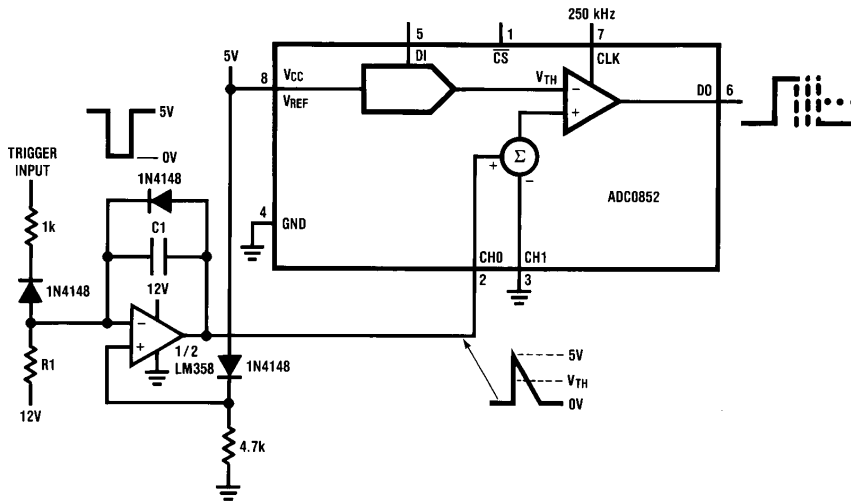 250 kHz
5
1
7
DI
CS
CLK
5V
8
VCC
VREF
VTH
−
+
DO
6
5V
0V
TRIGGER
INPUT
1N4148
C1
1k
1N4148
12V
−
+
R1
12V
1/2
LM358
1N4148
4.7k
4
GND
+
Σ
−
ADC0852
CH0
CH1
2
3
5V
VTH
0V